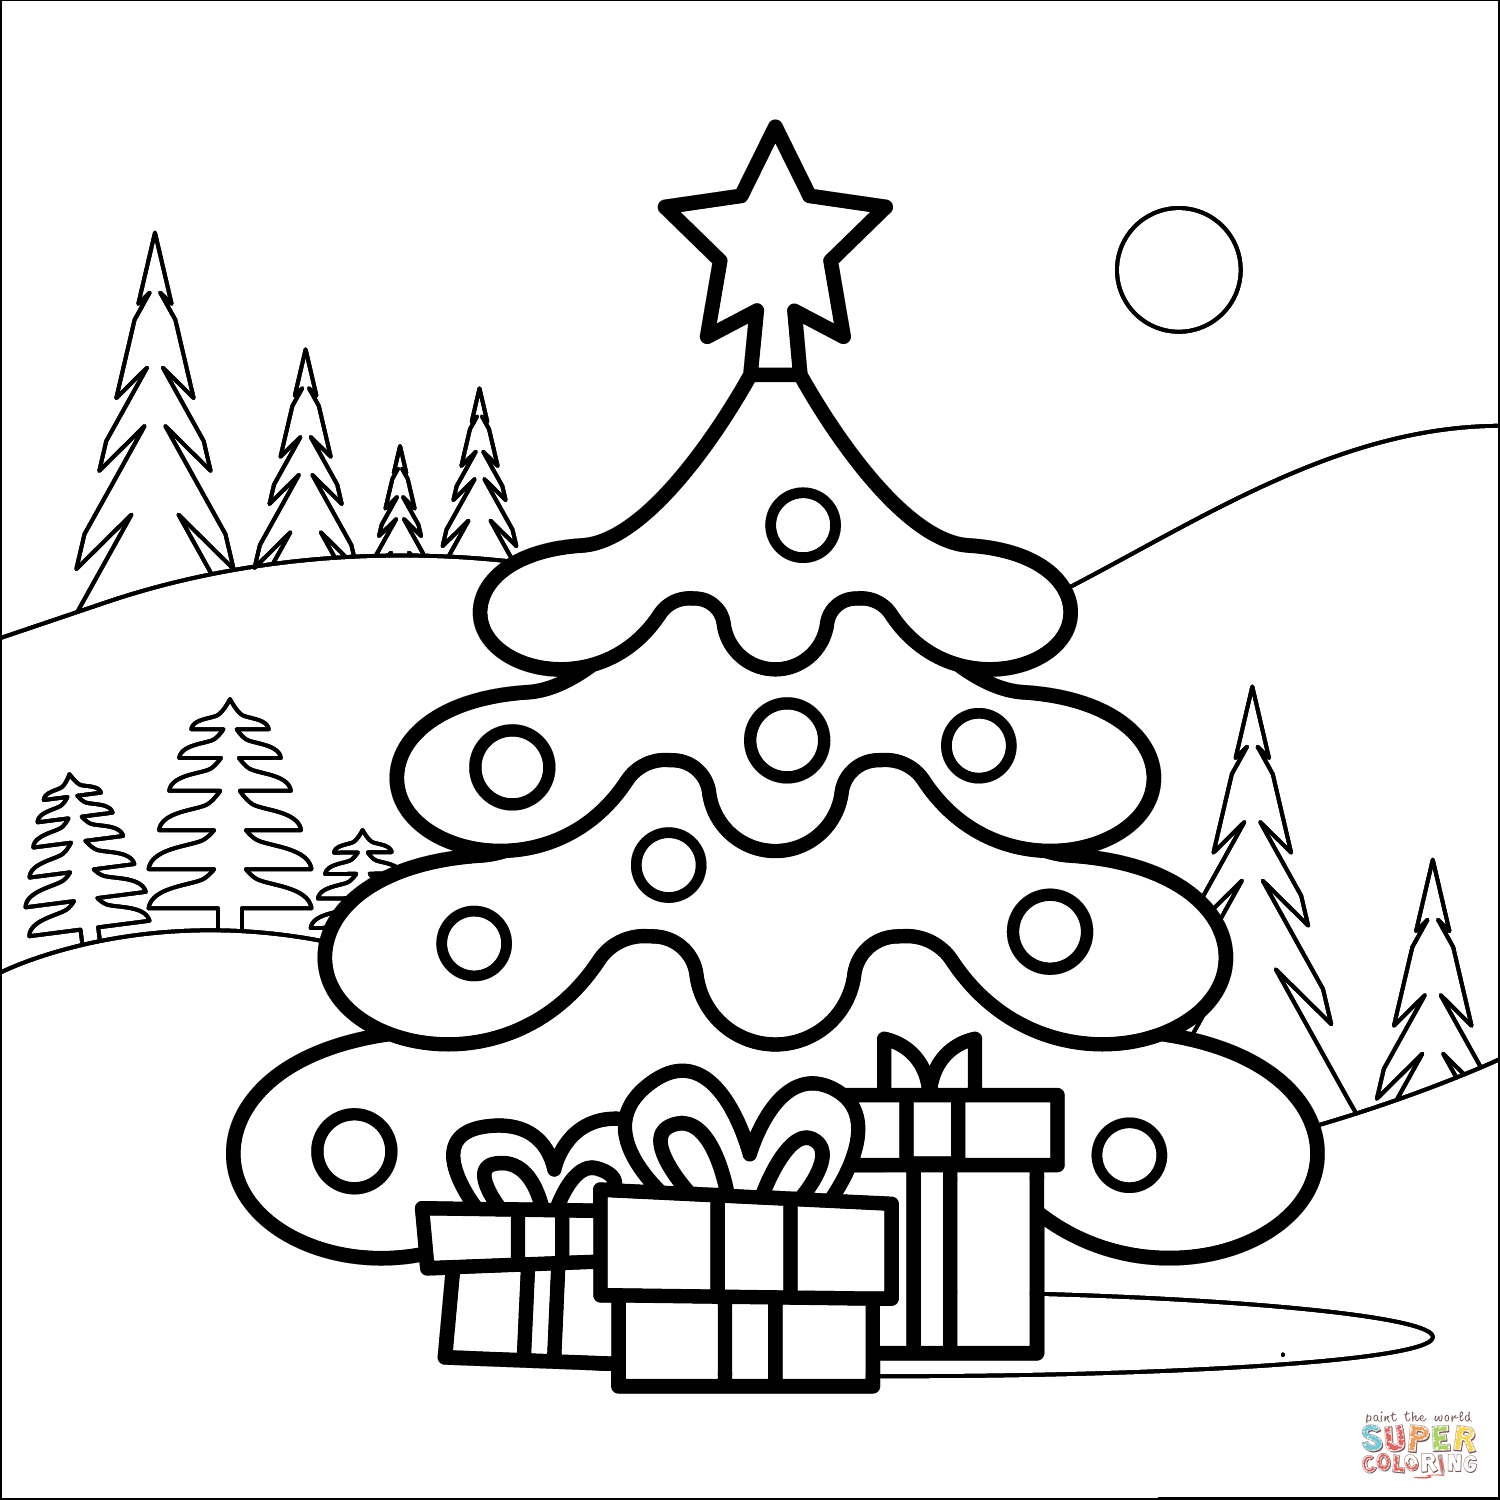 paint the world
SUPER
COLORING